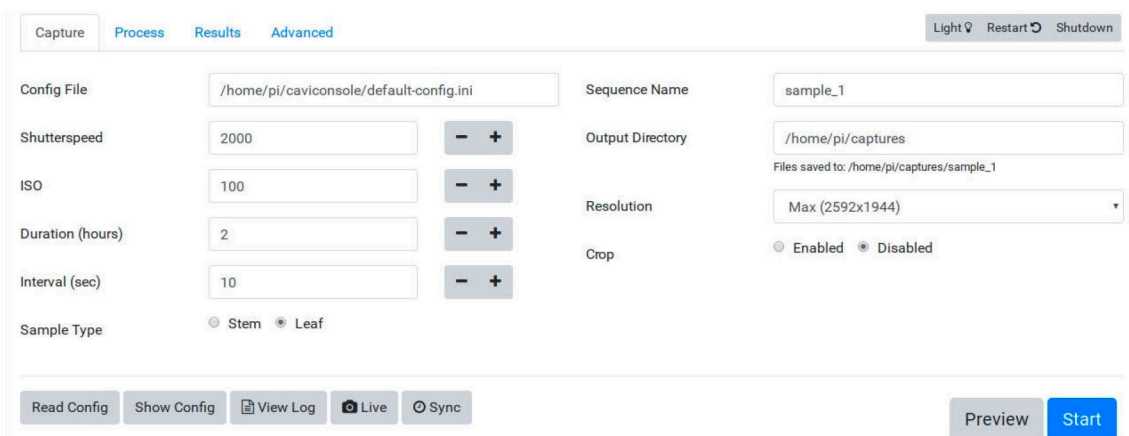 Capture Process Results Advanced Light Restart Shutdown
Config File /home/pi/caviconsole/default-config.ini
Shutterspeed 2000 − +
ISO 100 − +
Duration (hours) 2 − +
Interval (sec) 10 − +
Sample Type Stem Leaf
Sequence Name sample_1
Output Directory /home/pi/captures
Files saved to: /home/pi/captures/sample_1
Resolution Max (2592x1944)
Crop Enabled Disabled
Read Config Show Config View Log Live Sync Preview Start